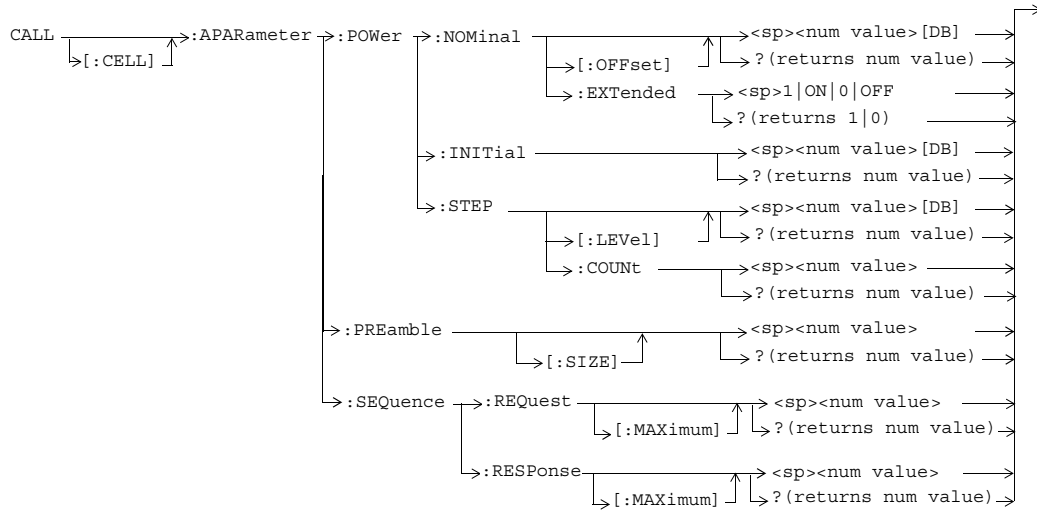 CALL :APARameter :POWer :NOMinal <sp><num value>[DB]
[:CELL] [:OFFset] ?(returns num value)
:EXTended <sp>1|ON|0|OFF
?(returns 1|0)
:INITial <sp><num value>[DB]
?(returns num value)
:STEP <sp><num value>[DB]
[:LEVel] ?(returns num value)
:COUNt <sp><num value>
?(returns num value)
:PREamble <sp><num value>
[:SIZE] ?(returns num value)
:SEQuence :REQuest <sp><num value>
[:MAXimum] ?(returns num value)
:RESPonse <sp><num value>
[:MAXimum] ?(returns num value)